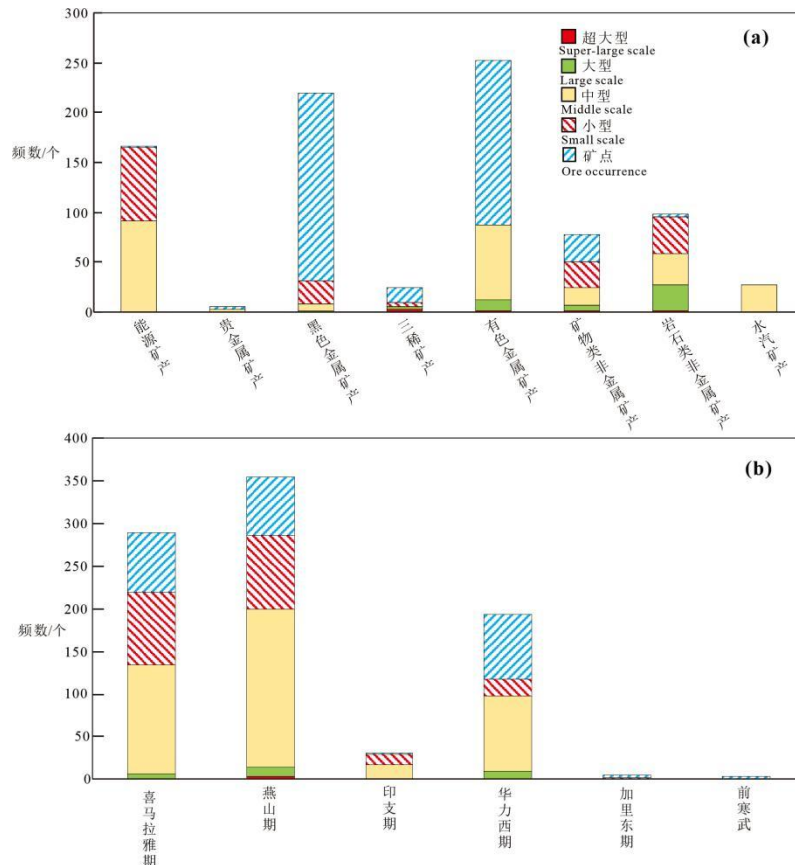 300
(a)
超大型
Super-large scale
250
大型
Large scale
200
中型
Middle scale
小型
Small scale
频数/个
150
矿点
Ore occurrence
100
50
0
能源矿产
贵金属矿产
黑色金属矿产
三稀矿产
有色金属矿产
矿物类非金属矿产
岩石类非金属矿产
水汽矿产
400
(b)
350
300
250
200
频数/个
150
100
50
0
喜马拉雅期
燕山期
印支期
华力西期
加里东期
前寒武